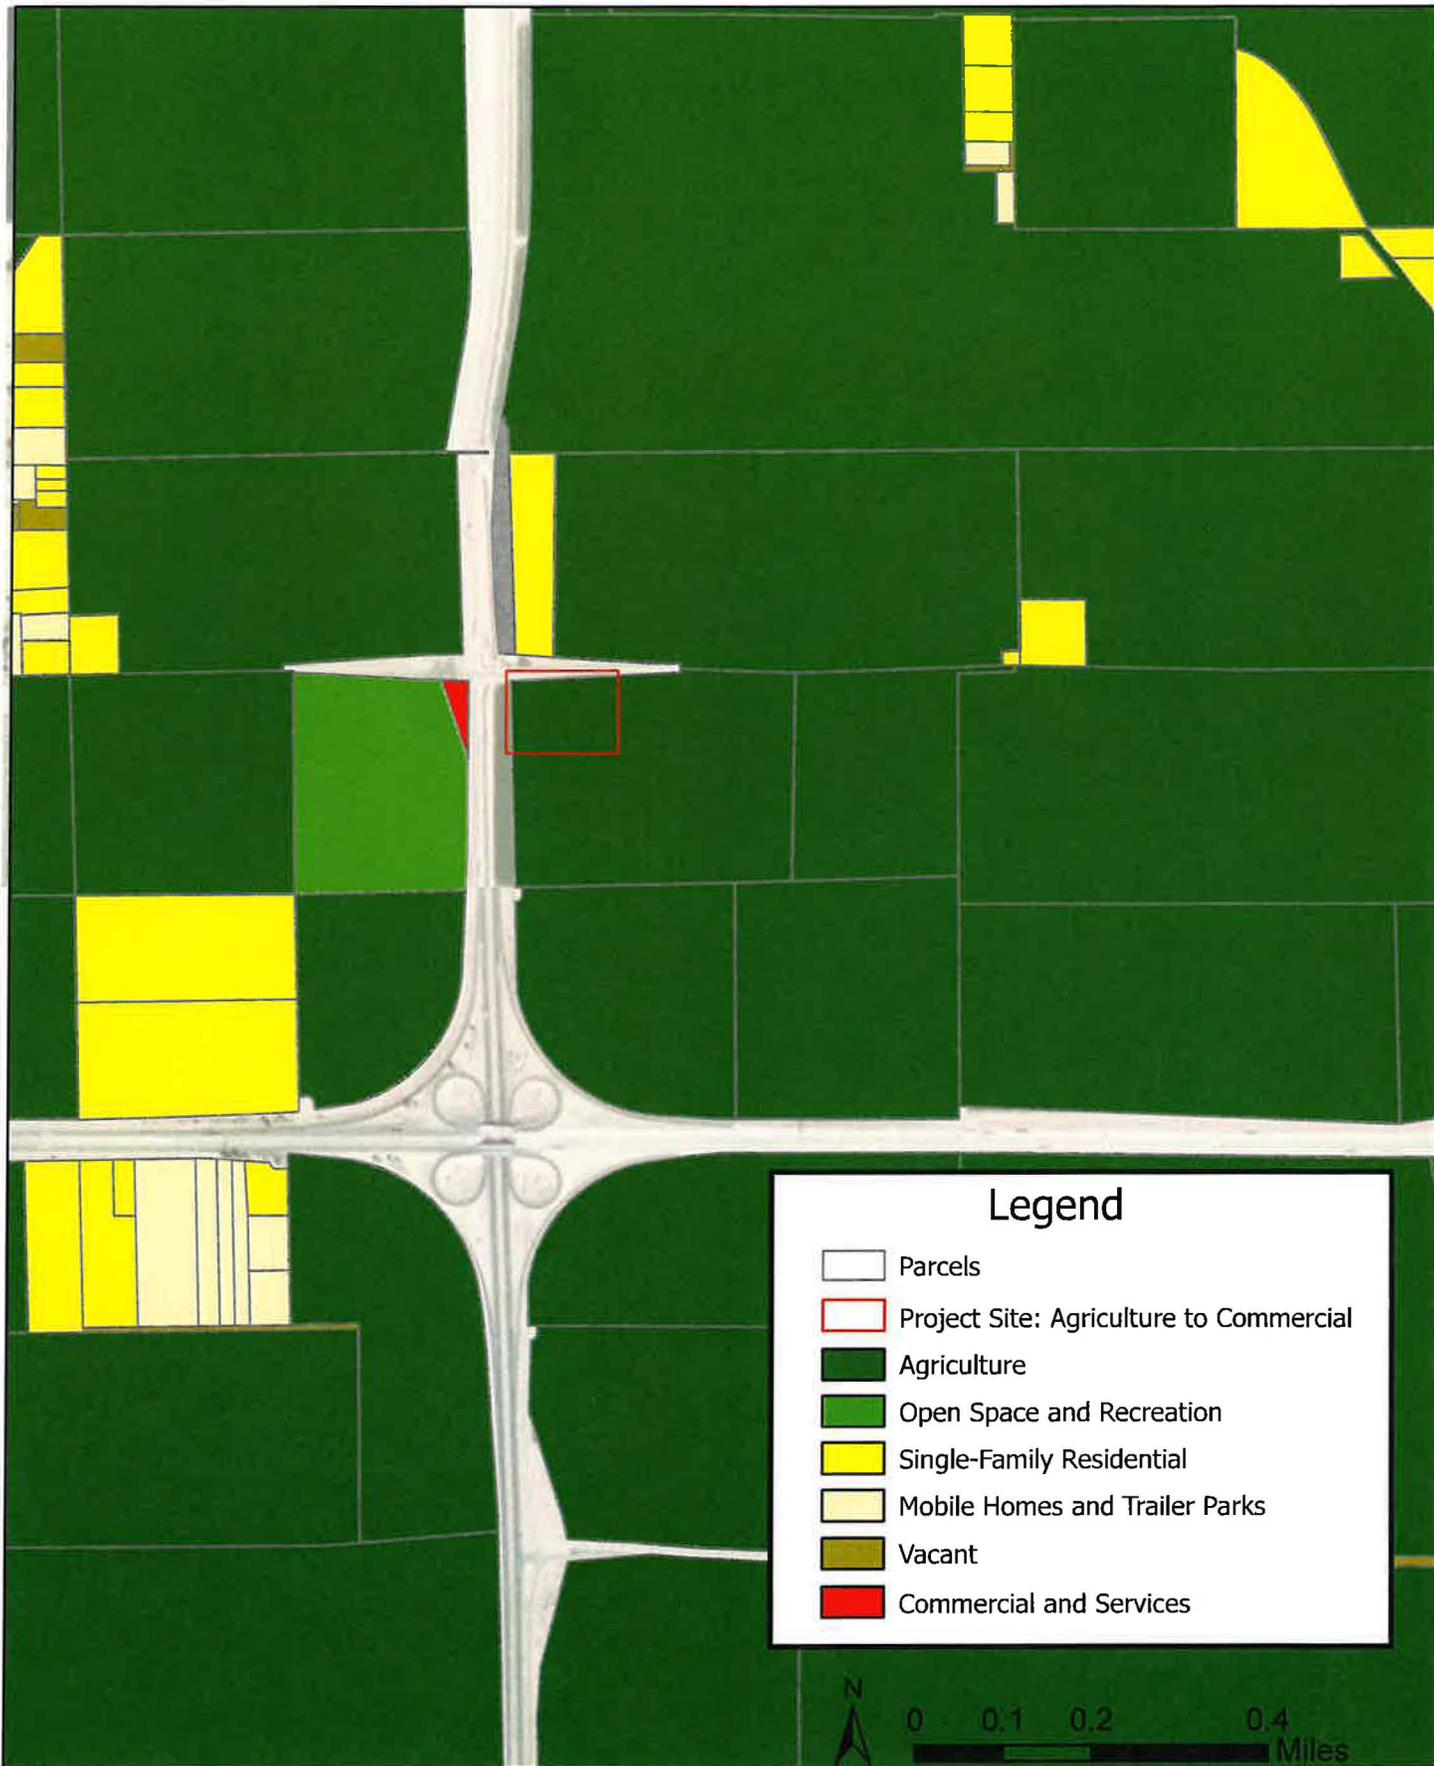 Legend
Parcels
Project Site: Agriculture to Commercial
Agriculture
Open Space and Recreation
Single-Family Residential
Mobile Homes and Trailer Parks
Vacant
Commercial and Services
N
0 0.1 0.2 0.4
Miles